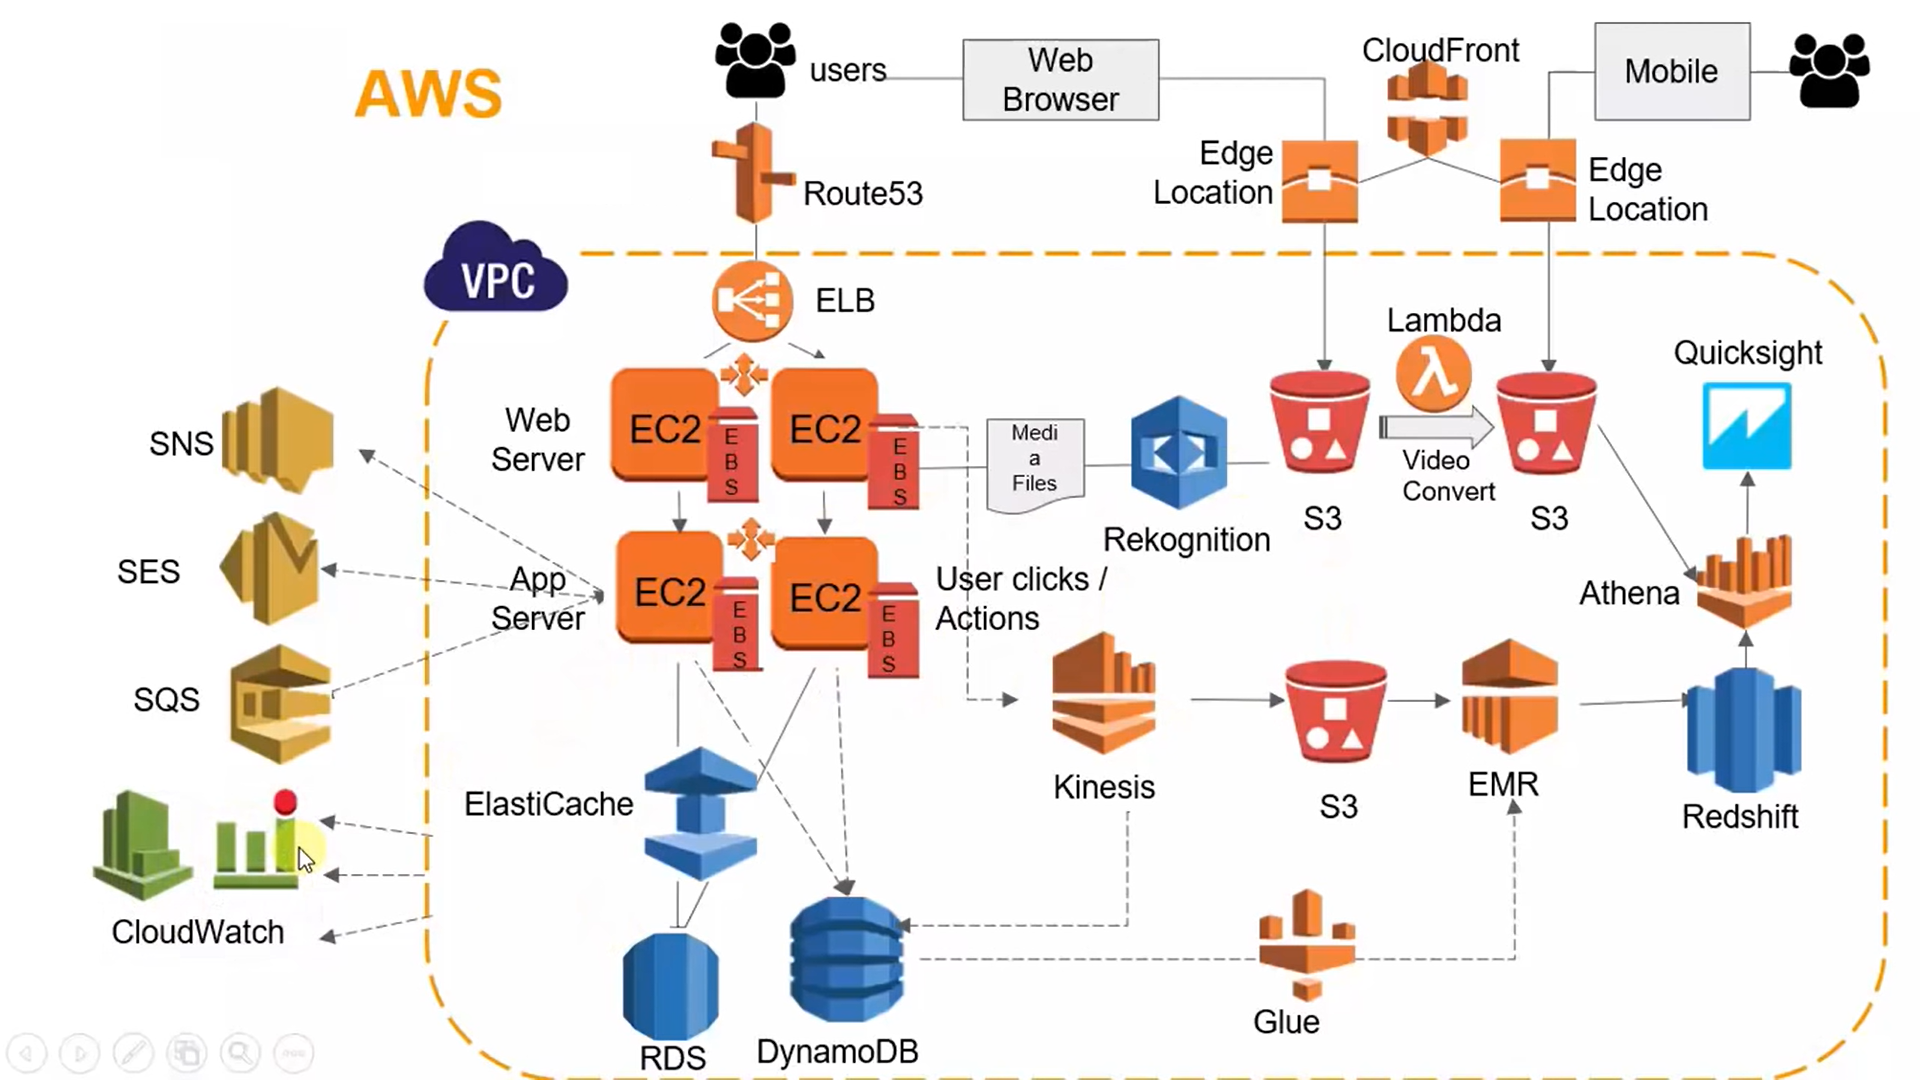 AWS
users
Web
Browser
CloudFront
Mobile
Edge
Location
Edge
Location
Route53
VPC
ELB
Lambda
Quicksight
SNS
Web
Server
EC2
E
B
S
EC2
E
B
S
Medi
a
Files
Rekognition
S3
Video
Convert
S3
SES
App
Server
EC2
E
B
S
EC2
E
B
S
User clicks /
Actions
Athena
SQS
ElastiCache
Kinesis
S3
EMR
Redshift
CloudWatch
RDS
DynamoDB
Glue